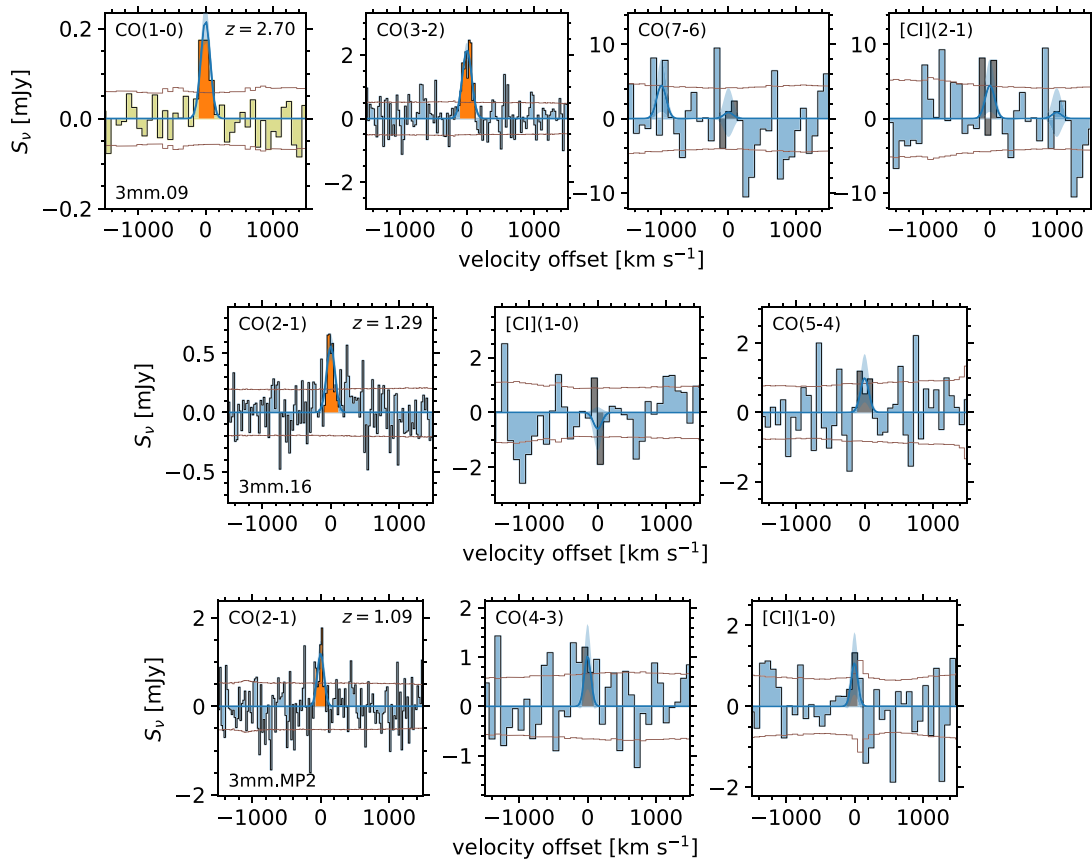 CO(1-0) z = 2.70 CO(3-2) CO(7-6) [CI](2-1)
0.2 2 10 10
0.0 0 0 0
−0.2 −2 −10 −10
S_ν [mJy]
3mm.09
−1000 0 1000 −1000 0 1000 −1000 0 1000 −1000 0 1000
velocity offset [km s⁻¹]
CO(2-1) z = 1.29 [CI](1-0) CO(5-4)
0.5 2 2
0.0 0 0
−0.5 −2 −2
S_ν [mJy]
3mm.16
−1000 0 1000 −1000 0 1000 −1000 0 1000
velocity offset [km s⁻¹]
CO(2-1) z = 1.09 CO(4-3) [CI](1-0)
2 2 2
1
0 0 0
−1
−2 −2
S_ν [mJy]
3mm.MP2
−1000 0 1000 −1000 0 1000 −1000 0 1000
velocity offset [km s⁻¹]